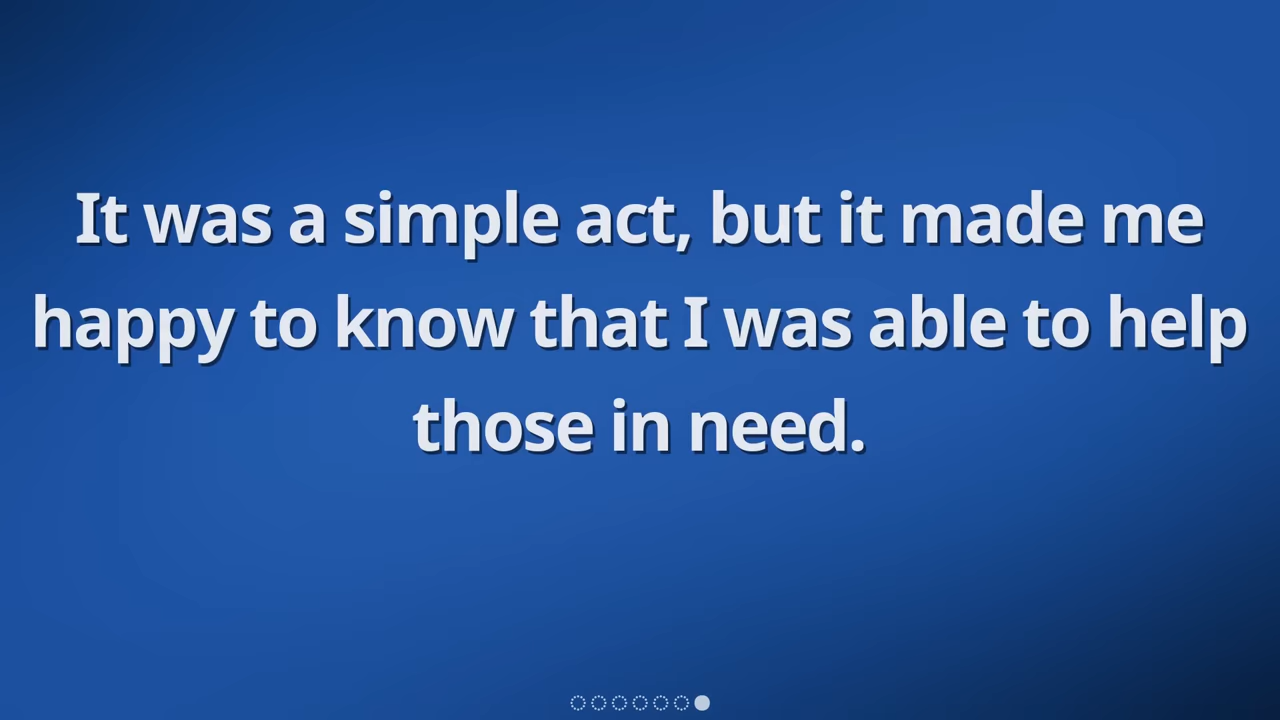 It was a simple act, but it made me
happy to know that I was able to help
those in need.